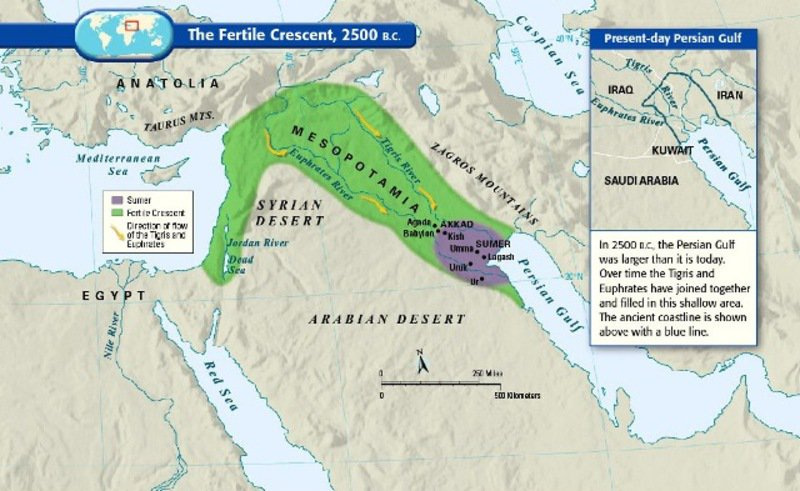 The Fertile Crescent, 2500 B.C.
ANATOLIA
TAURUS MTS.
Mediterranean
Sea
Caspian Sea
MESOPOTAMIA
Tigris River
Euphrates River
ZAGROS MOUNTAINS
SYRIAN
DESERT
Sumer
Fertile Crescent
Direction of flow
of the Tigris and
Euphrates
Jordan River
Dead
Sea
Agade
AKKAD
Babylon
Kish
Umma
SUMER
Lagash
Uruk
Ur
Persian Gulf
EGYPT
Nile River
Red Sea
ARABIAN DESERT
N
0 250 Miles
0 500 Kilometers
Present-day Persian Gulf
Tigris
River
IRAQ
IRAN
Euphrates River
KUWAIT
Persian Gulf
SAUDI ARABIA
In 2500 B.C., the Persian Gulf
was larger than it is today.
Over time the Tigris and
Euphrates have joined together
and filled in this shallow area.
The ancient coastline is shown
above with a blue line.